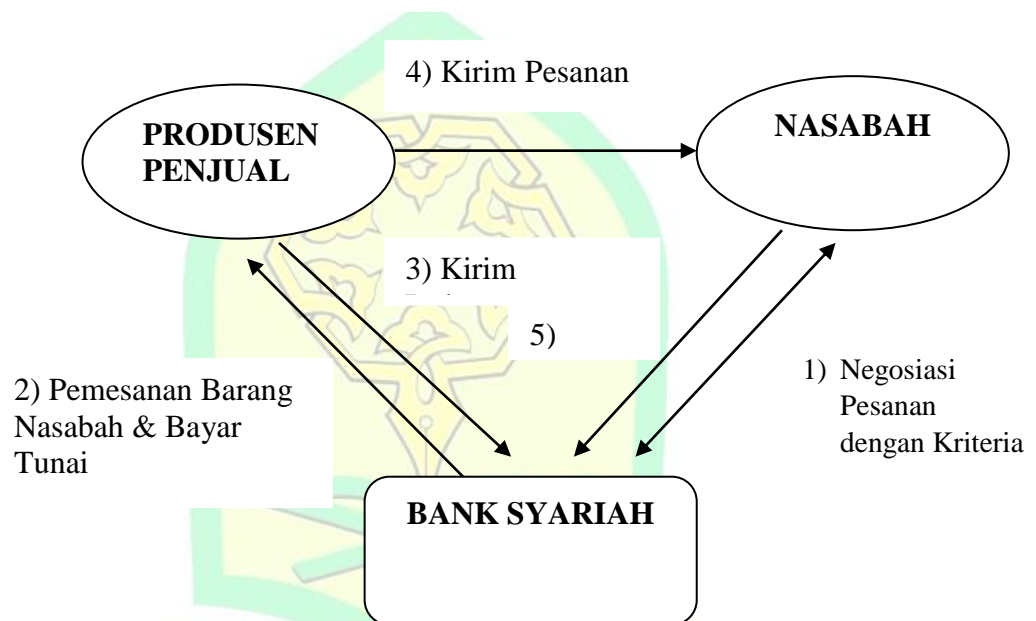 4) Kirim Pesanan
PRODUSEN
PENJUAL
NASABAH
3) Kirim
5)
2) Pemesanan Barang
Nasabah & Bayar
Tunai
1) Negosiasi
Pesanan
dengan Kriteria
BANK SYARIAH